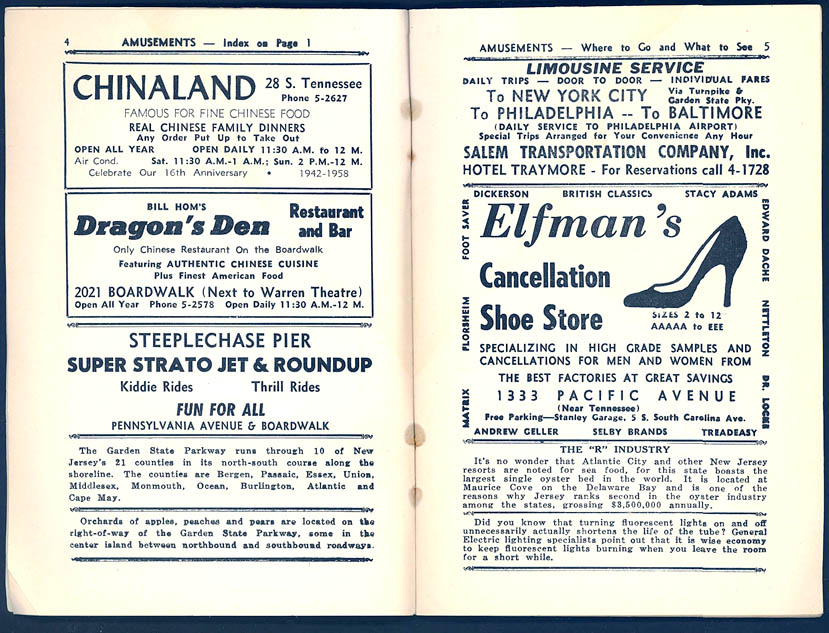 4 AMUSEMENTS — Index on Page 1
CHINALAND 28 S. Tennessee
Phone 5-2627
FAMOUS FOR FINE CHINESE FOOD
REAL CHINESE FAMILY DINNERS
Any Order Put Up to Take Out
OPEN ALL YEAR OPEN DAILY 11:30 A.M. to 12 M.
Air Cond. Sat. 11:30 A.M.-1 A.M.; Sun. 2 P.M.-12 M.
Celebrate Our 16th Anniversary • 1942-1958
BILL HOM'S
Dragon's Den Restaurant
and Bar
Only Chinese Restaurant On the Boardwalk
Featuring AUTHENTIC CHINESE CUISINE
Plus Finest American Food
2021 BOARDWALK (Next to Warren Theatre)
Open All Year Phone 5-2578 Open Daily 11:30 A.M.-12 M.
STEEPLECHASE PIER
SUPER STRATO JET & ROUNDUP
Kiddie Rides Thrill Rides
FUN FOR ALL
PENNSYLVANIA AVENUE & BOARDWALK
The Garden State Parkway runs through 10 of New
Jersey's 21 counties in its north-south course along the
shoreline. The counties are Bergen, Passaic, Essex, Union,
Middlesex, Monmouth, Ocean, Burlington, Atlantic and
Cape May.
Orchards of apples, peaches and pears are located on the
right-of-way of the Garden State Parkway, some in the
center island between northbound and southbound roadways.
AMUSEMENTS — Where to Go and What to See 5
LIMOUSINE SERVICE
DAILY TRIPS — DOOR TO DOOR — INDIVIDUAL FARES
To NEW YORK CITY Via Turnpike &
Garden State Pky.
To PHILADELPHIA -- To BALTIMORE
(DAILY SERVICE TO PHILADELPHIA AIRPORT)
Special Trips Arranged for Your Convenience Any Hour
SALEM TRANSPORTATION COMPANY, Inc.
HOTEL TRAYMORE - For Reservations call 4-1728
DICKERSON BRITISH CLASSICS STACY ADAMS
FOOT SAVER
FLORSHEIM
MATRIX
Elfman's
Cancellation
Shoe Store
SIZES 2 to 12
AAAAA to EEE
EDWARD DACHE
NETTLETON
DR. LOCKE
SPECIALIZING IN HIGH GRADE SAMPLES AND
CANCELLATIONS FOR MEN AND WOMEN FROM
THE BEST FACTORIES AT GREAT SAVINGS
1333 PACIFIC AVENUE
(Near Tennessee)
Free Parking—Stanley Garage, 5 S. South Carolina Ave.
ANDREW GELLER SELBY BRANDS TREADEASY
THE "R" INDUSTRY
It's no wonder that Atlantic City and other New Jersey
resorts are noted for sea food, for this state boasts the
largest single oyster bed in the world. It is located at
Maurice Cove on the Delaware Bay and is one of the
reasons why Jersey ranks second in the oyster industry
among the states, grossing $3,500,000 annually.
Did you know that turning fluorescent lights on and off
unnecessarily actually shortens the life of the tube? General
Electric lighting specialists point out that it is wise economy
to keep fluorescent lights burning when you leave the room
for a short while.